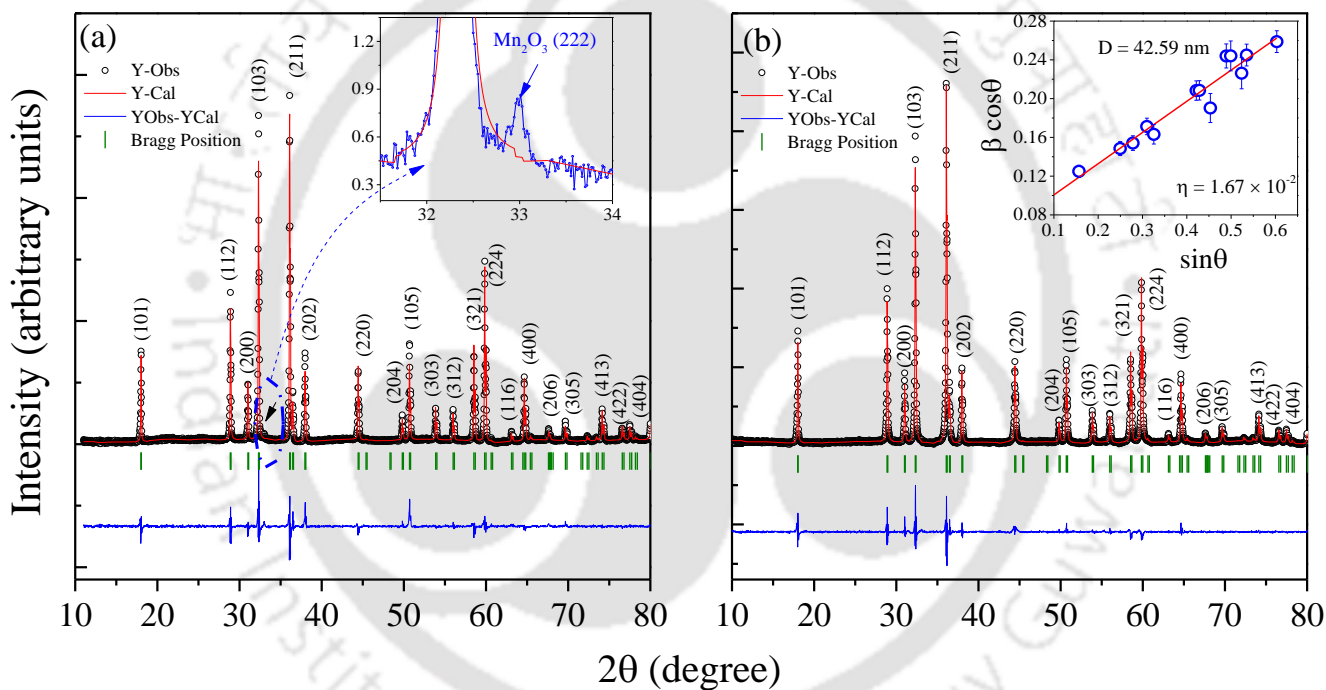 (a)
Y-Obs
Y-Cal
YObs-YCal
Bragg Position
Mn2O3 (222)
1.2
0.9
0.6
0.3
32 33 34
(101)
(112)
(200)
(103)
(211)
(202)
(220)
(204)
(105)
(303)
(312)
(321)
(224)
(116)
(400)
(206)
(305)
(413)
(422)
(404)
10 20 30 40 50 60 70 80
(b)
Y-Obs
Y-Cal
YObs-YCal
Bragg Position
D = 42.59 nm
η = 1.67 × 10-2
0.28
0.24
0.20
0.16
0.12
0.08
0.1 0.2 0.3 0.4 0.5 0.6
β cosθ
sinθ
(101)
(112)
(200)
(103)
(211)
(202)
(220)
(204)
(105)
(303)
(312)
(321)
(224)
(116)
(400)
(206)
(305)
(413)
(422)
(404)
10 20 30 40 50 60 70 80
Intensity (arbitrary units)
2θ (degree)